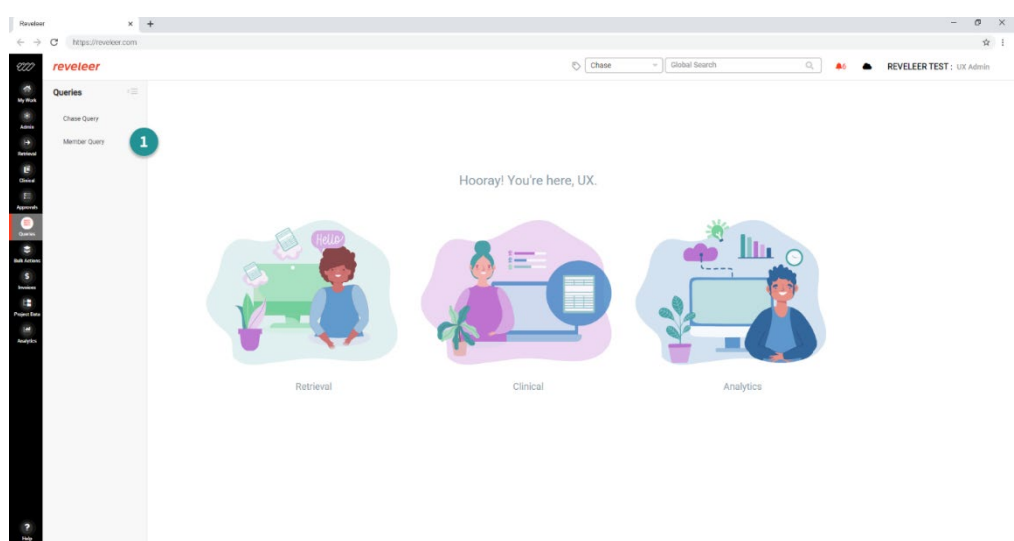 Reveleer
https://reveleer.com
reveleer
Chase
Global Search
REVELEER TEST : UX Admin
My Work
Admin
Retrieval
Clinical
Approvals
Queries
Bulk Actions
Invoices
Project Data
Analytics
Help
Queries
Chase Query
Member Query
1
Hooray! You're here, UX.
Hello!
Retrieval
Clinical
Analytics